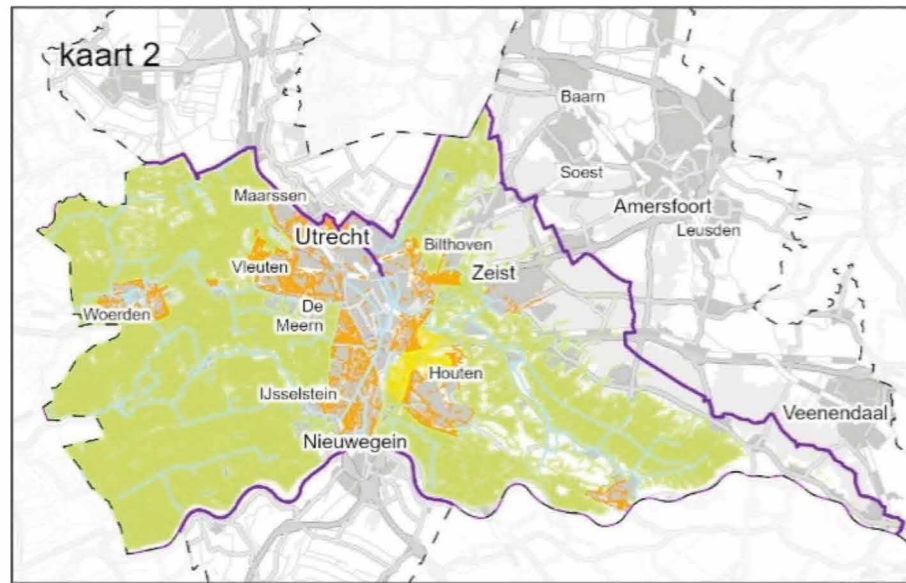 kaart 2
Baarn
Soest
Maarssen
Amersfoort
Utrecht
Leusden
Bilthoven
Vleuten
Zeist
Woerden
De
Meern
Houten
IJsselstein
Veenendaal
Nieuwegein